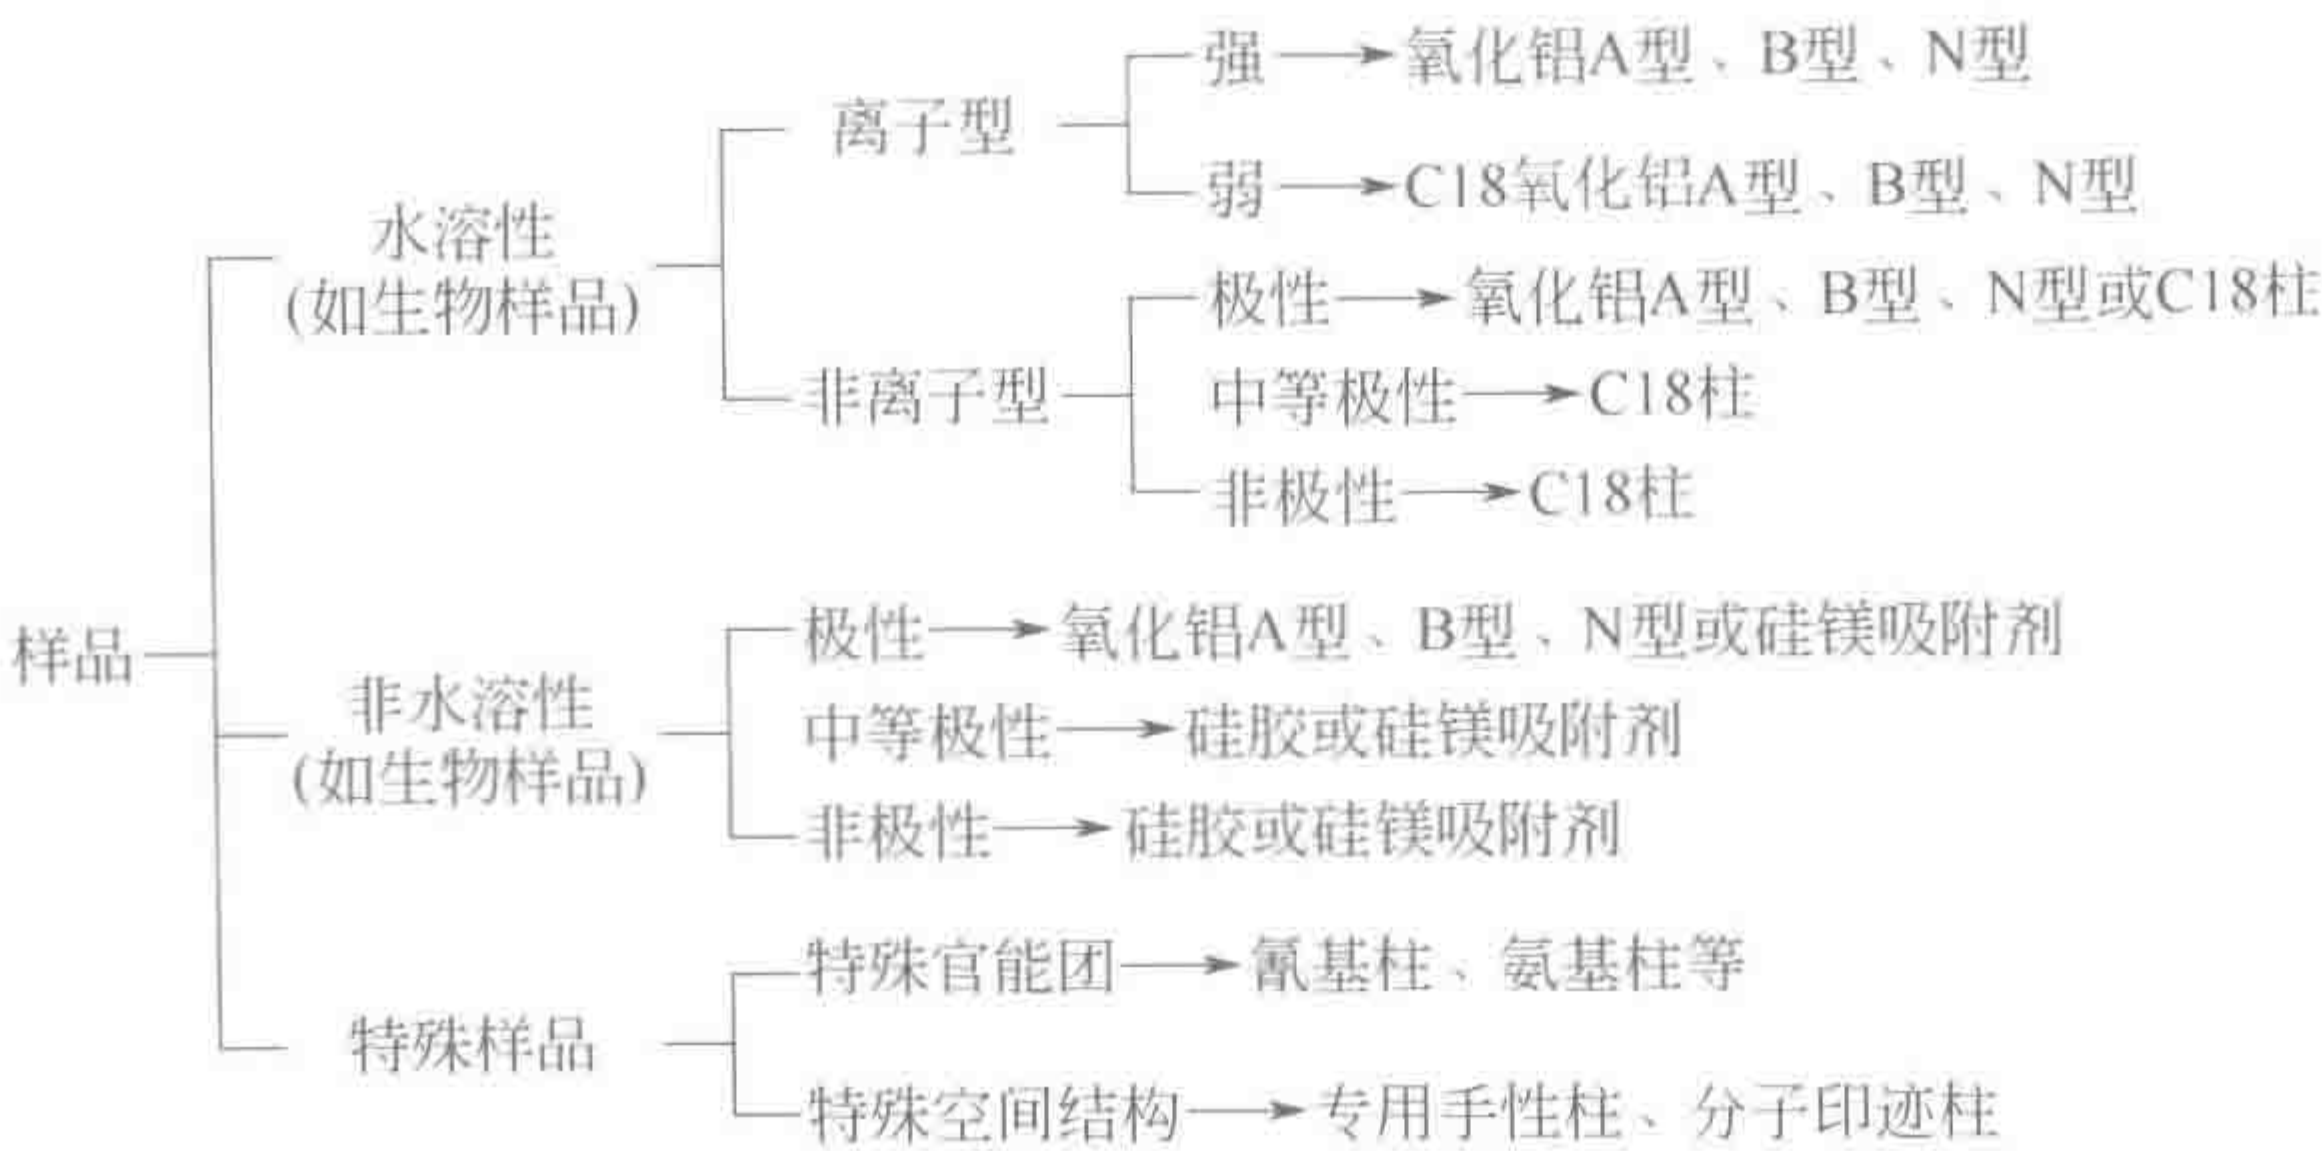 强→氧化铝A型、B型、N型
离子型
弱→C18氧化铝A型、B型、N型
水溶性
(如生物样品)
极性→氧化铝A型、B型、N型或C18柱
非离子型
中等极性→C18柱
非极性→C18柱
样品
极性→氧化铝A型、B型、N型或硅镁吸附剂
非水溶性
(如生物样品)
中等极性→硅胶或硅镁吸附剂
非极性→硅胶或硅镁吸附剂
特殊官能团→氰基柱、氨基柱等
特殊样品
特殊空间结构→专用手性柱、分子印迹柱